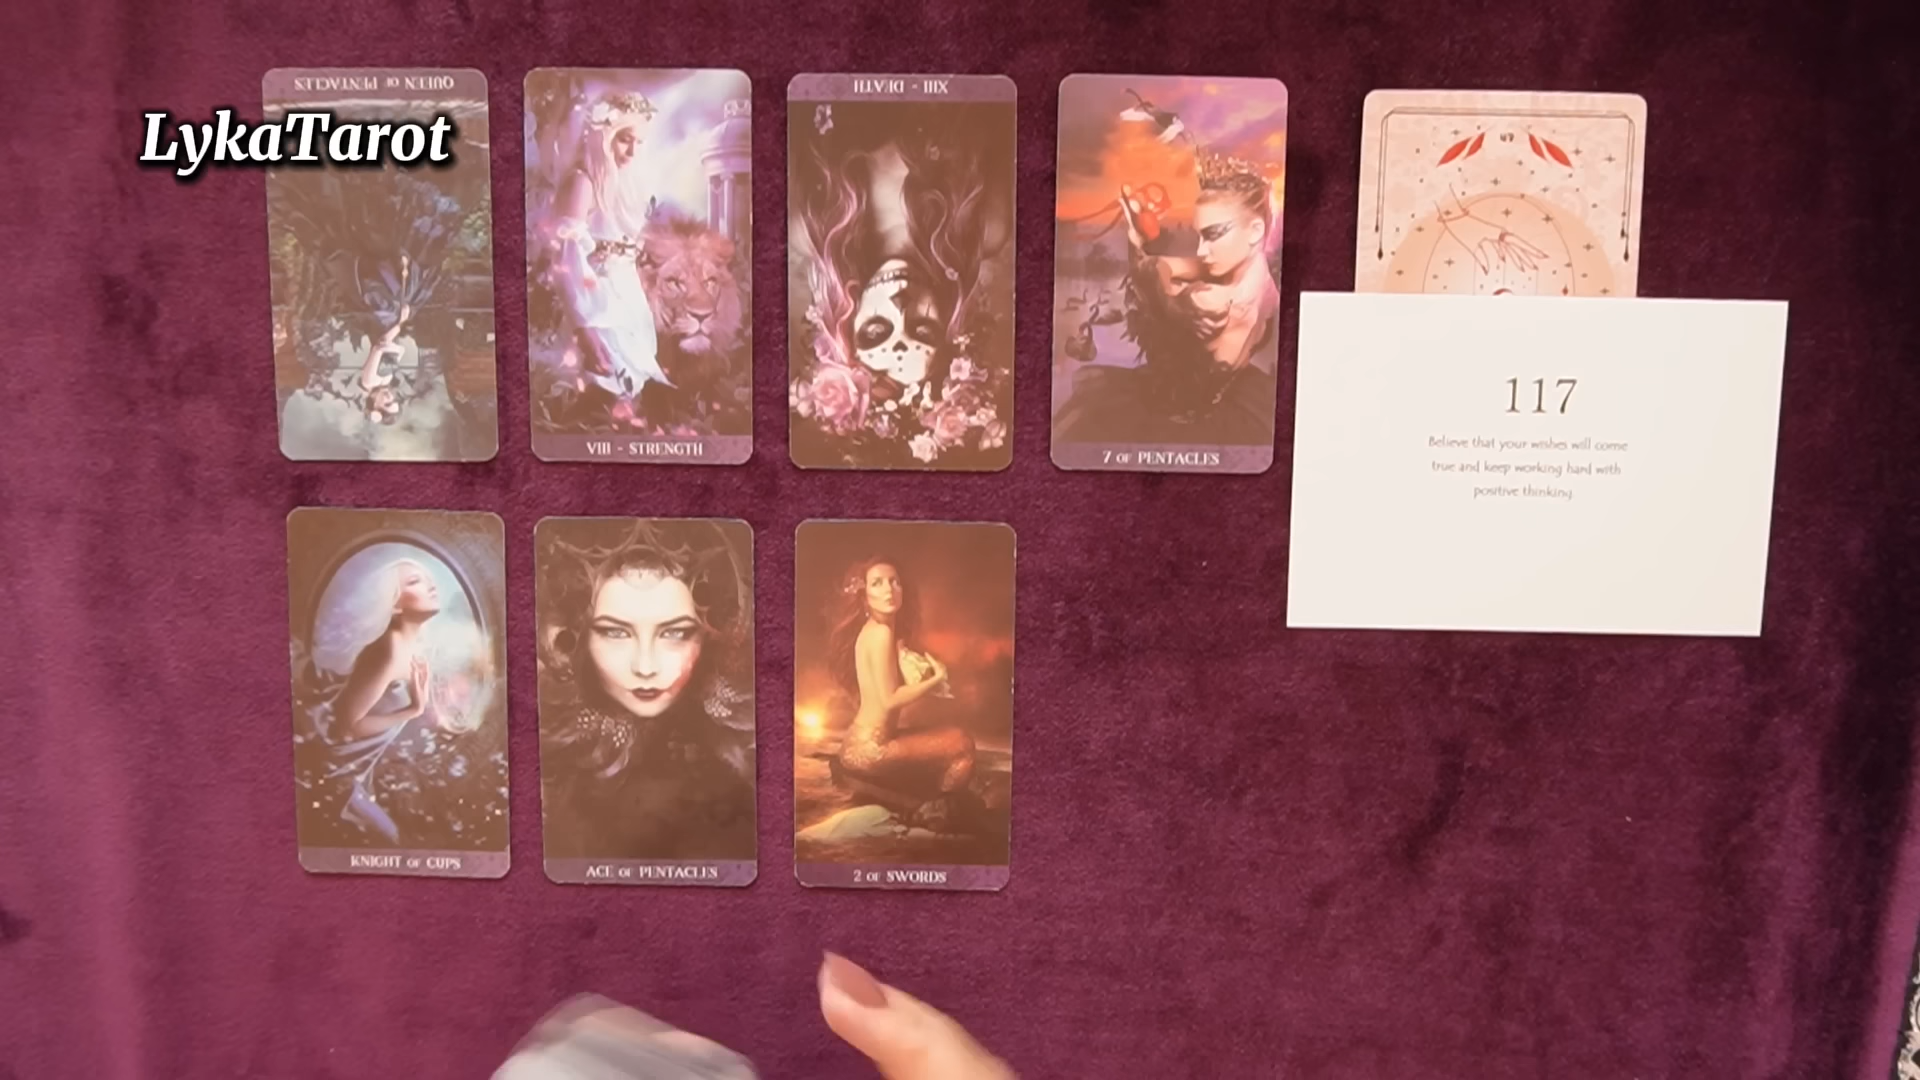 QUEEN OF PENTACLES
LykaTarot
VIII - STRENGTH
XIII - DEATH
7 OF PENTACLES
117
Believe that your wishes will come
true and keep working hard with
positive thinking.
KNIGHT OF CUPS
ACE OF PENTACLES
2 OF SWORDS